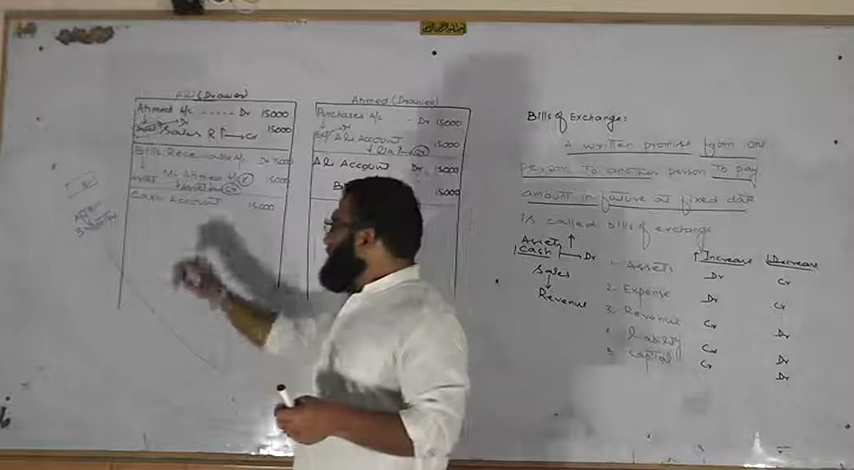 Ali (Drawer)
Ahmed A/c ----- Dr 15000
Sales R ↑→ Cr 15000
Bills Rece A/c Dr 15000
Mr Ahmed A/c 15000
Cash Account 15000
After
3
Ahmed (Drawee)
Purchases A/c - Dr 15000
Ali Account 15000
Ali Account Dr 15000
15000
Bills of Exchange:
A written promise from one
person to another person to pay
amount in future at fixed date
is called Bills of exchange
Assets ↑
Cash → Dr
Sales
↓
Revenue
↑ Increase ↓ Decrease
1. Assets Dr Cr
2. Expense Dr Cr
3. Revenue Cr Dr
4. liability Cr Dr
5. capital Cr Dr